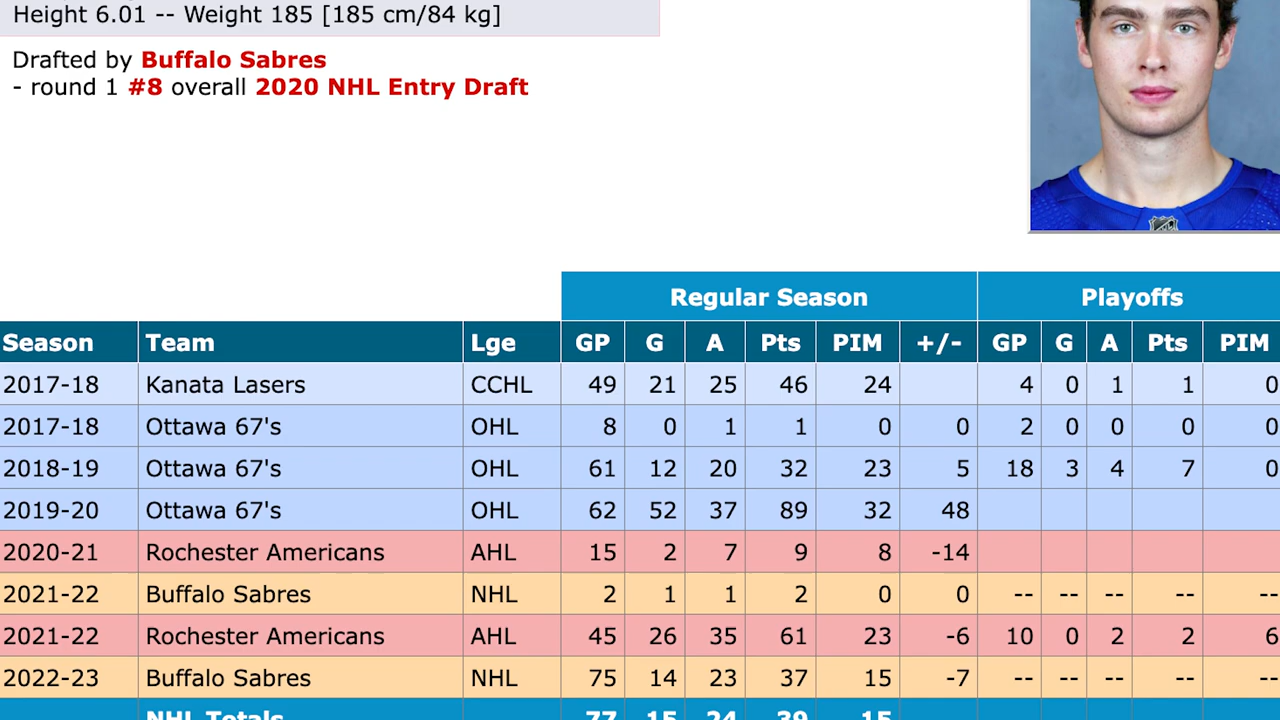 Height 6.01 -- Weight 185 [185 cm/84 kg]
Drafted by Buffalo Sabres
- round 1 #8 overall 2020 NHL Entry Draft
Regular Season Playoffs
Season Team Lge GP G A Pts PIM +/- GP G A Pts PIM
2017-18 Kanata Lasers CCHL 49 21 25 46 24 4 0 1 1 0
2017-18 Ottawa 67's OHL 8 0 1 1 0 0 2 0 0 0 0
2018-19 Ottawa 67's OHL 61 12 20 32 23 5 18 3 4 7 0
2019-20 Ottawa 67's OHL 62 52 37 89 32 48
2020-21 Rochester Americans AHL 15 2 7 9 8 -14
2021-22 Buffalo Sabres NHL 2 1 1 2 0 0 -- -- -- -- --
2021-22 Rochester Americans AHL 45 26 35 61 23 -6 10 0 2 2 6
2022-23 Buffalo Sabres NHL 75 14 23 37 15 -7 -- -- -- -- --
NHL Totals 77 15 24 39 15